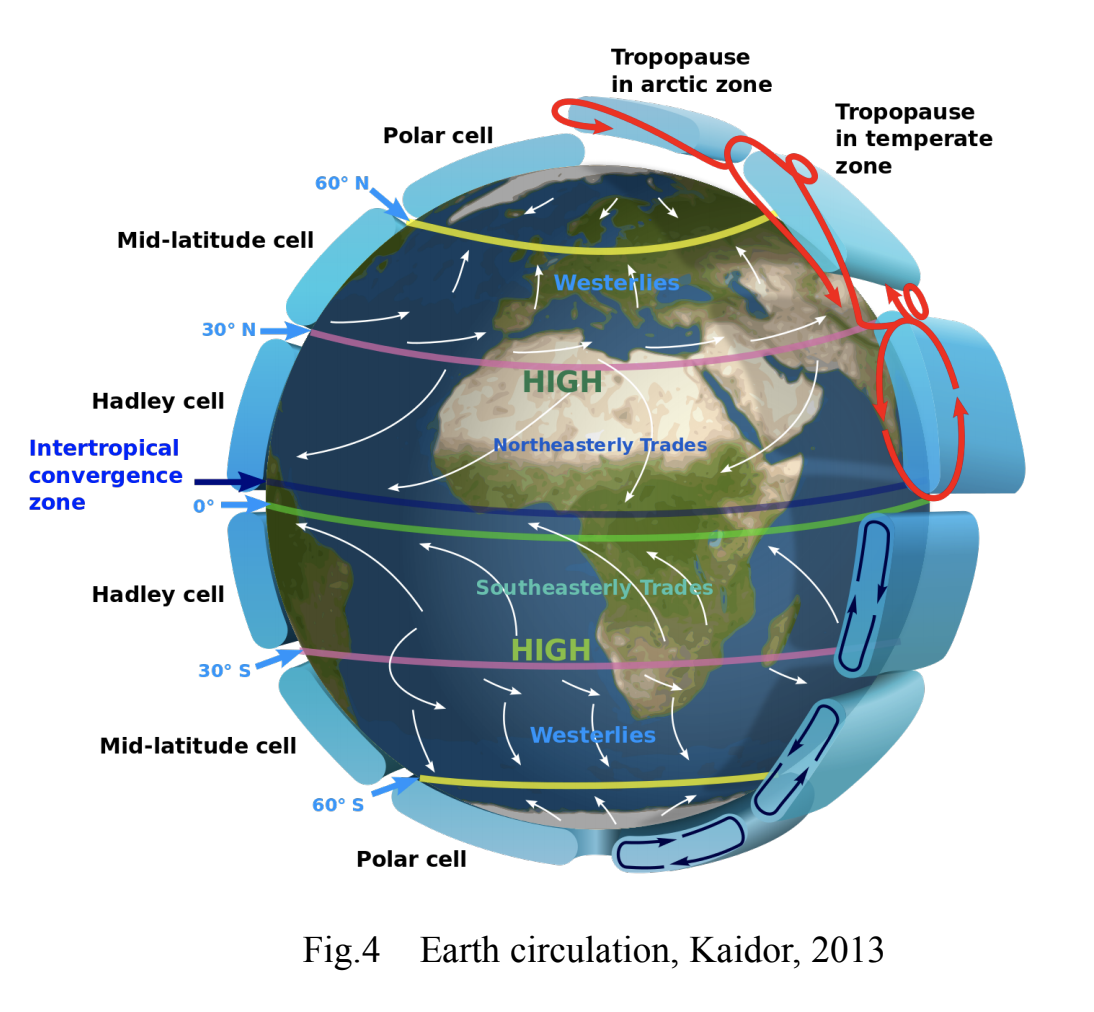 Tropopause
in arctic zone
Tropopause
in temperate
zone
Polar cell
60° N
Mid-latitude cell
Westerlies
30° N
HIGH
Hadley cell
Northeasterly Trades
Intertropical
convergence
zone
0°
Hadley cell
Southeasterly Trades
HIGH
30° S
Westerlies
Mid-latitude cell
60° S
Polar cell
Fig.4 Earth circulation, Kaidor, 2013